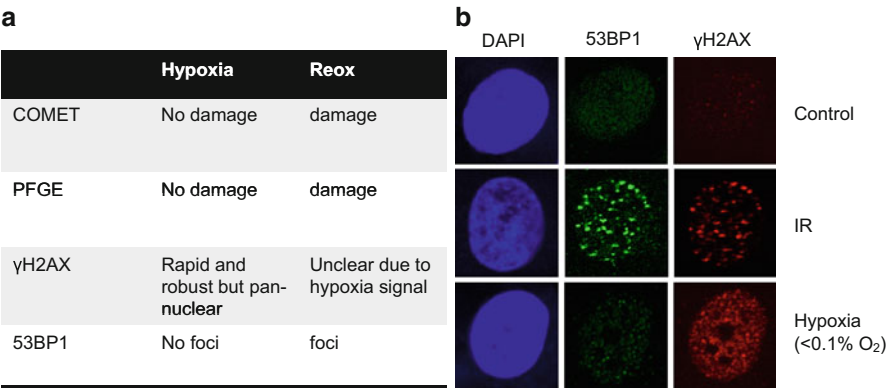 a
Hypoxia Reox
COMET No damage damage
PFGE No damage damage
γH2AX Rapid and Unclear due to
robust but pan- hypoxia signal
nuclear
53BP1 No foci foci
b
DAPI 53BP1 γH2AX
Control
IR
Hypoxia
(<0.1% O₂)